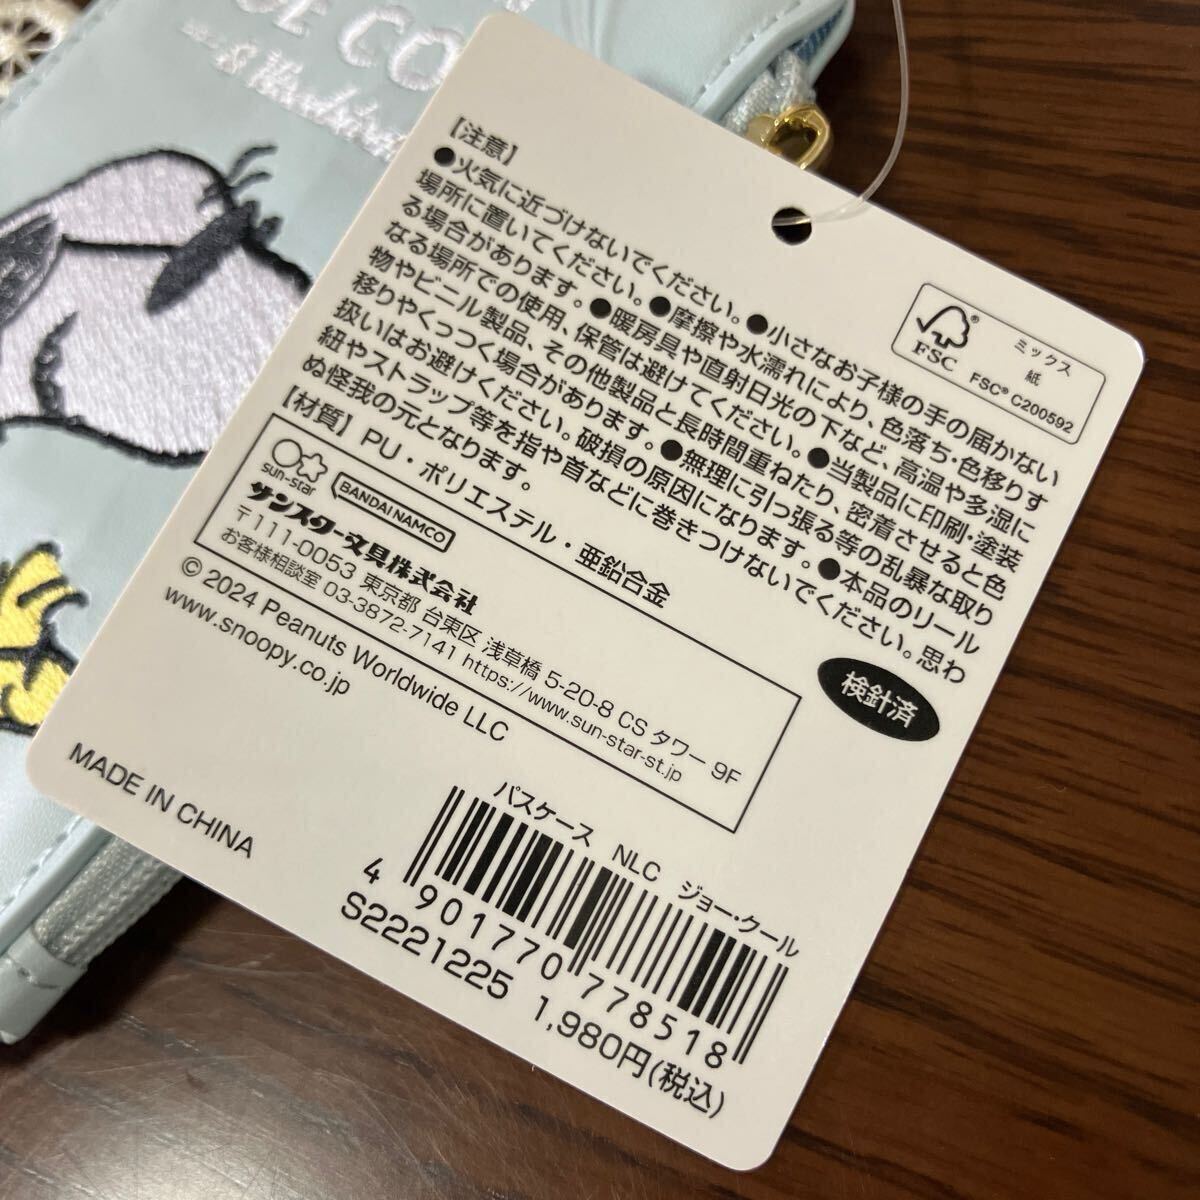 【注意】
●火気に近づけないでください。●小さなお子様の手の届かない
場所に置いてください。●摩擦や水濡れにより、色落ち・色移りす
る場合があります。●暖房具や直射日光の下など、高温や多湿に
なる場所での使用、保管は避けてください。●当製品に印刷・塗装
物やビニル製品、その他製品と長時間重ねたり、密着させると色
移りやくっつく場合があります。●無理に引っ張る等の乱暴な取り
扱いはお避けください。破損の原因になります。●本品のリール
紐やストラップ等を指や首などに巻きつけないでください。思わ
ぬ怪我の元となります。
【材質】PU・ポリエステル・亜鉛合金
FSC
ミックス
紙
FSC® C200592
検針済
sun-star
BANDAI NAMCO
サンスター文具株式会社
〒111-0053 東京都 台東区 浅草橋 5-20-8 CS タワー 9F
お客様相談室 03-3872-7141 https://www.sun-star-st.jp
© 2024 Peanuts Worldwide LLC
www.snoopy.co.jp
MADE IN CHINA
パスケース NLC ジョー・クール
4 901770 778518
S2221225 1,980円(税込)